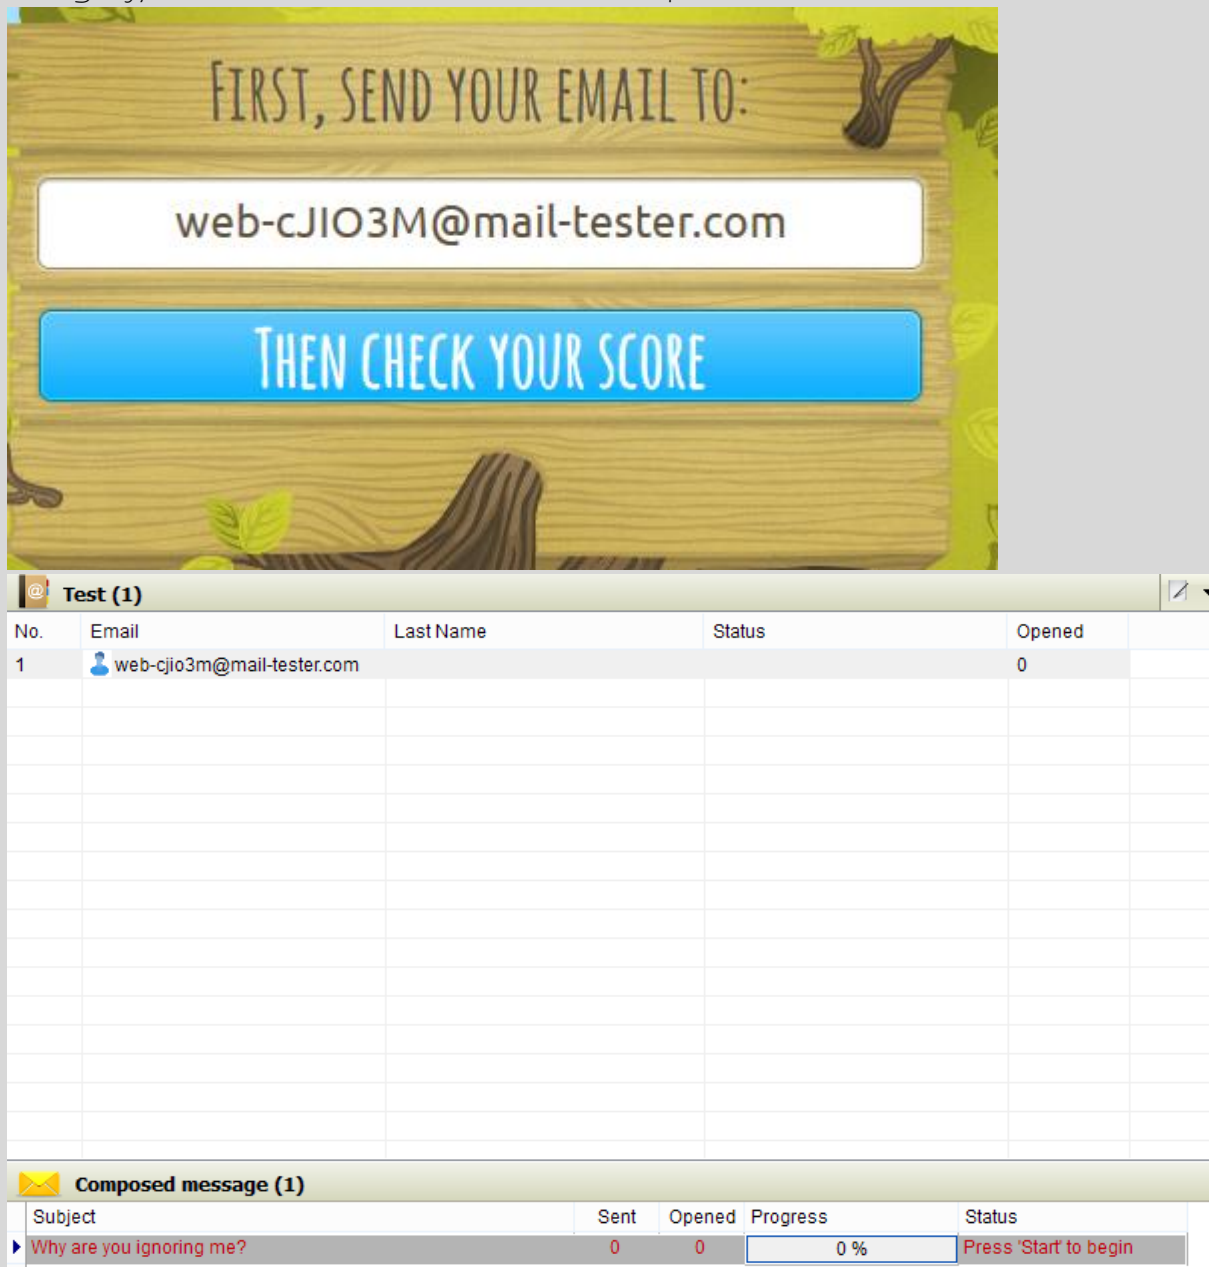 FIRST, SEND YOUR EMAIL TO:
web-cJIO3M@mail-tester.com
THEN CHECK YOUR SCORE
Test (1)
No. Email Last Name Status Opened
1 web-cjio3m@mail-tester.com 0
Composed message (1)
Subject Sent Opened Progress Status
Why are you ignoring me? 0 0 0 % Press 'Start' to begin